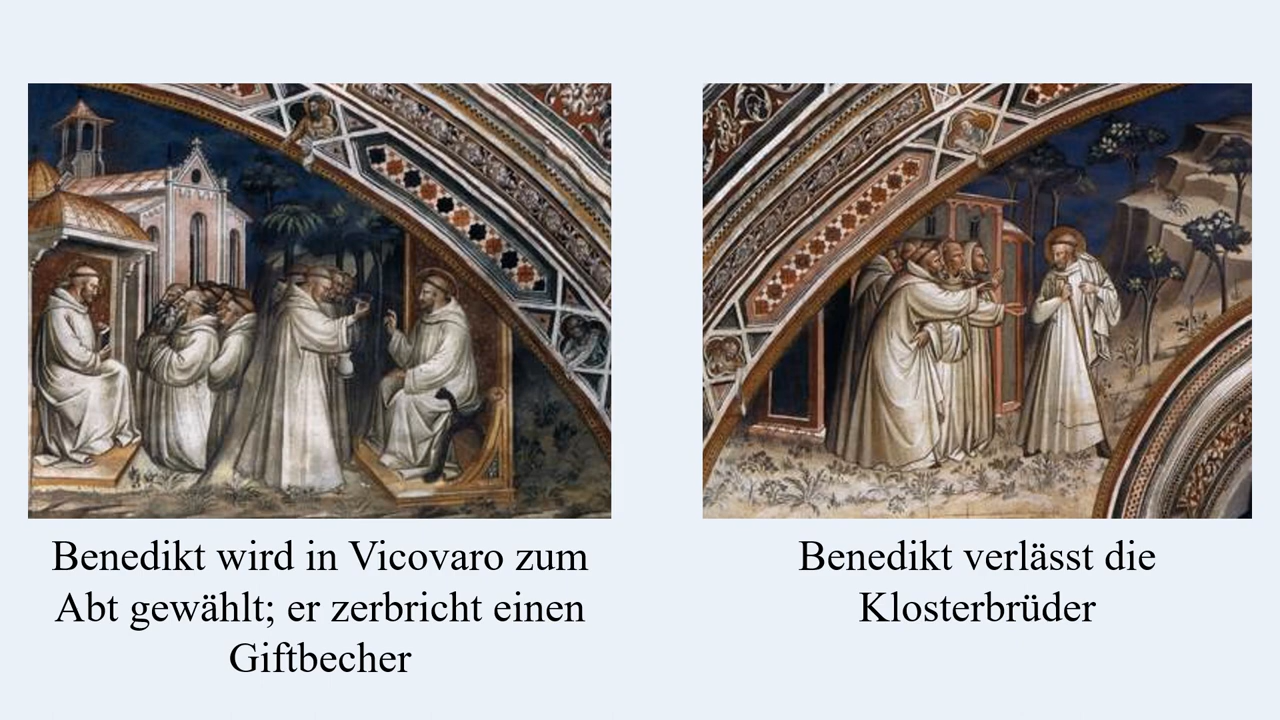 Benedikt wird in Vicovaro zum
Abt gewählt; er zerbricht einen
Giftbecher
Benedikt verlässt die
Klosterbrüder